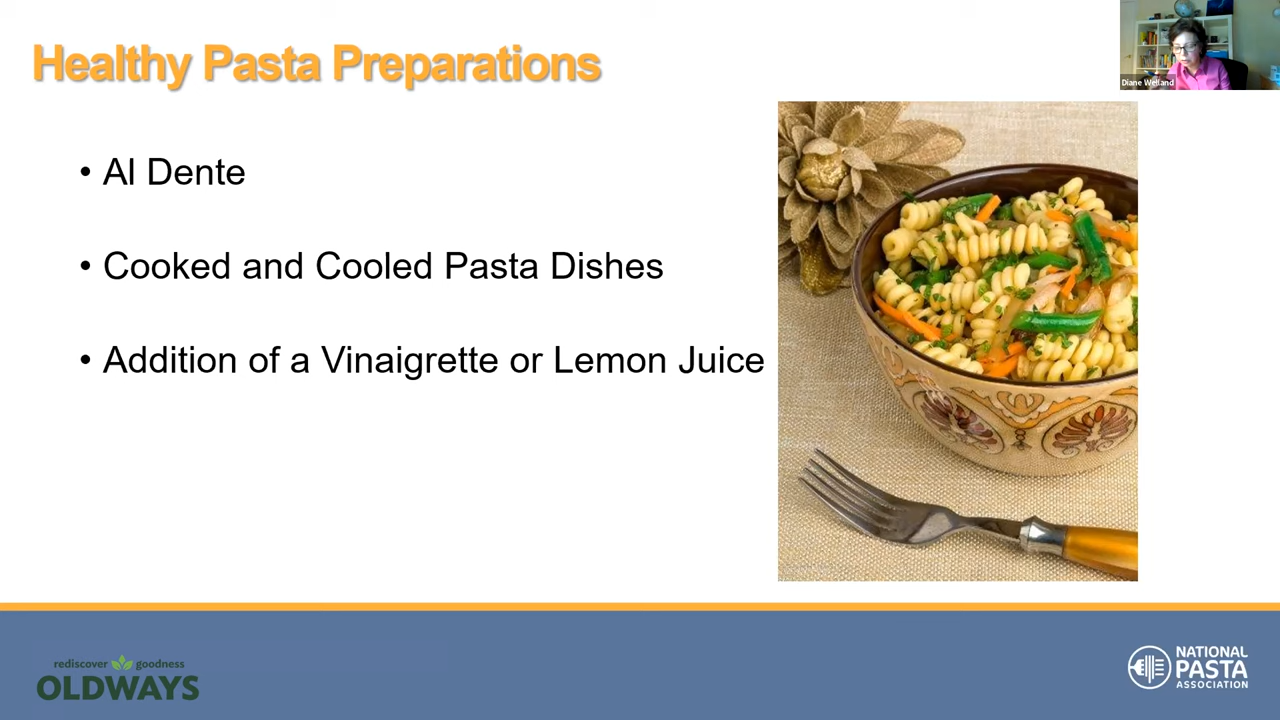 Healthy Pasta Preparations
Diane Welland
• Al Dente
• Cooked and Cooled Pasta Dishes
• Addition of a Vinaigrette or Lemon Juice
rediscover goodness
OLDWAYS
NATIONAL
PASTA
ASSOCIATION